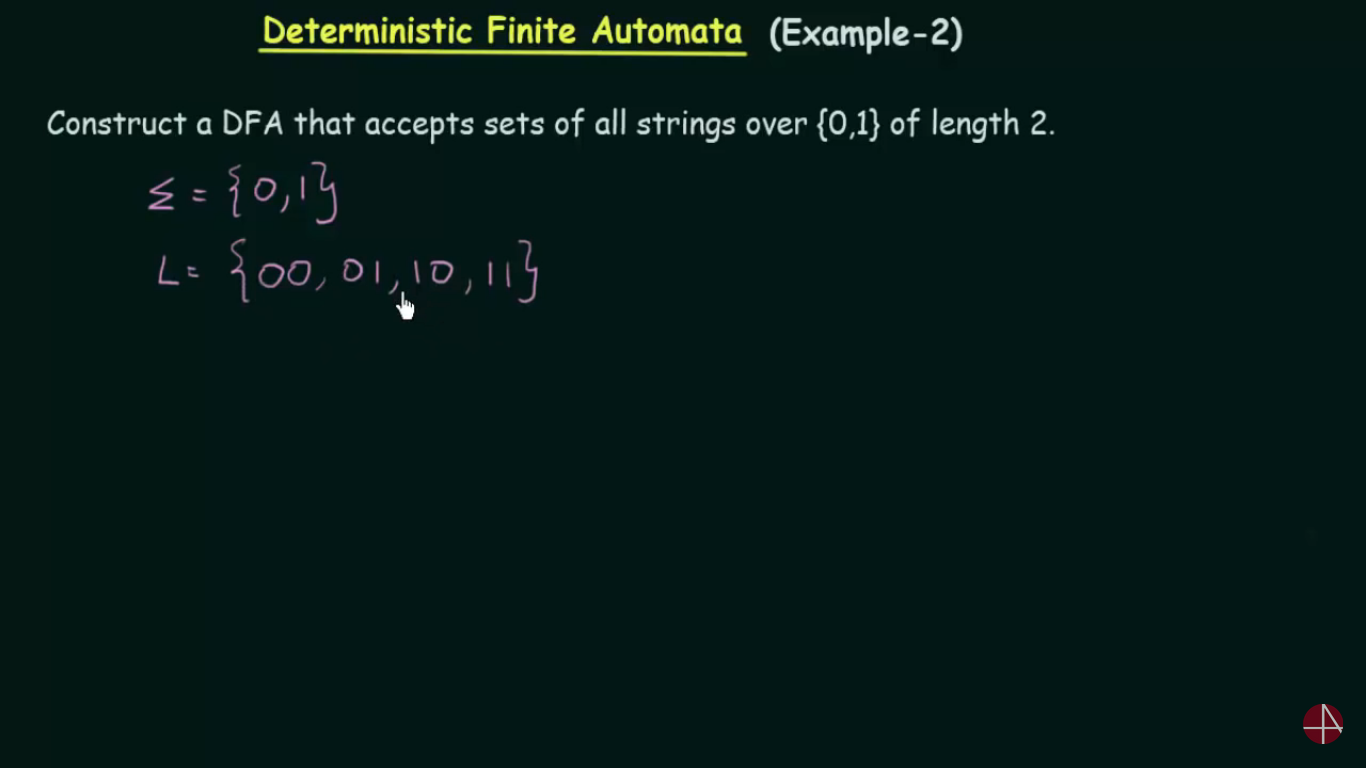 Deterministic Finite Automata (Example-2)
Construct a DFA that accepts sets of all strings over {0,1} of length 2.
Σ = {0,1}
L = {00, 01, 10, 11}